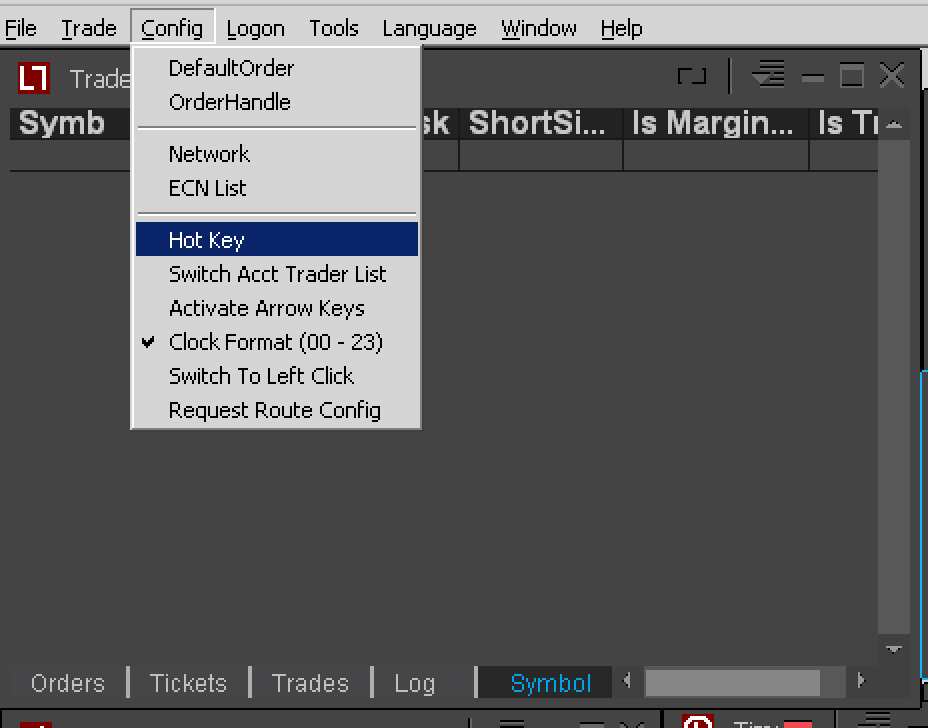 File Trade Config Logon Tools Language Window Help
Trade
DefaultOrder
OrderHandle
Symb sk ShortSi... Is Margin... Is Tr
Network
ECN List
Hot Key
Switch Acct Trader List
Activate Arrow Keys
Clock Format (00 - 23)
Switch To Left Click
Request Route Config
Orders Tickets Trades Log Symbol